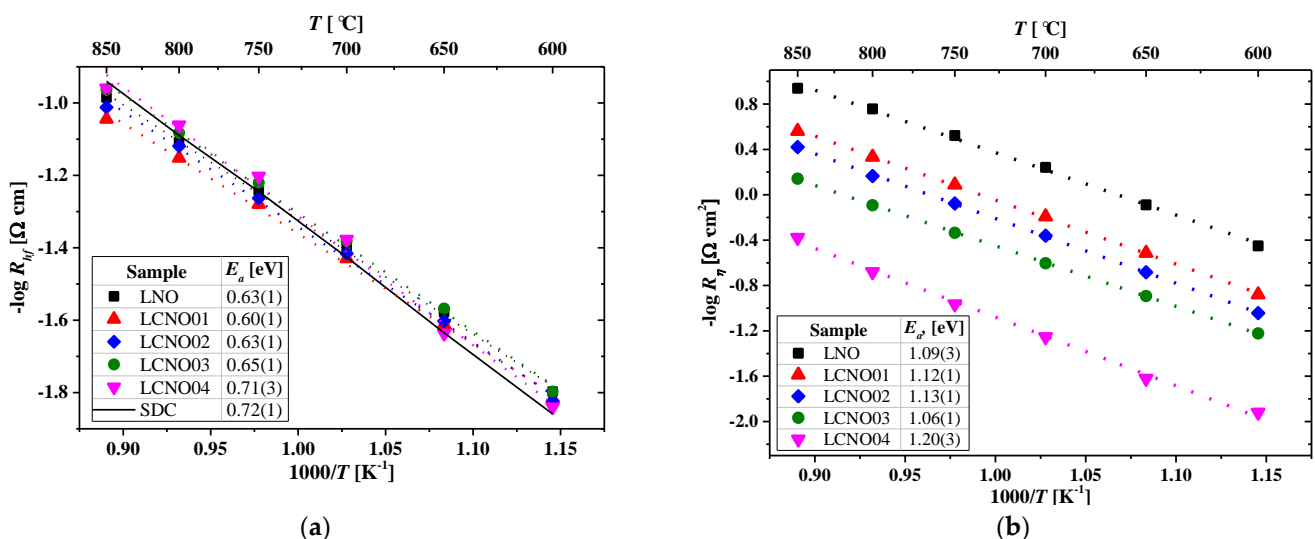 T [ °C]
850 800 750 700 650 600
-1.0
-1.2
-1.4
-1.6
-1.8
-log R_hf [Ω·cm]
Sample E_a [eV]
LNO 0.63(1)
LCNO01 0.60(1)
LCNO02 0.63(1)
LCNO03 0.65(1)
LCNO04 0.71(3)
SDC 0.72(1)
0.90 0.95 1.00 1.05 1.10 1.15
1000/T [K⁻¹]
(a)
T [ °C]
850 800 750 700 650 600
0.8
0.4
0.0
-0.4
-0.8
-1.2
-1.6
-2.0
-log R_η [Ω·cm²]
Sample E_a, [eV]
LNO 1.09(3)
LCNO01 1.12(1)
LCNO02 1.13(1)
LCNO03 1.06(1)
LCNO04 1.20(3)
0.90 0.95 1.00 1.05 1.10 1.15
1000/T [K⁻¹]
(b)